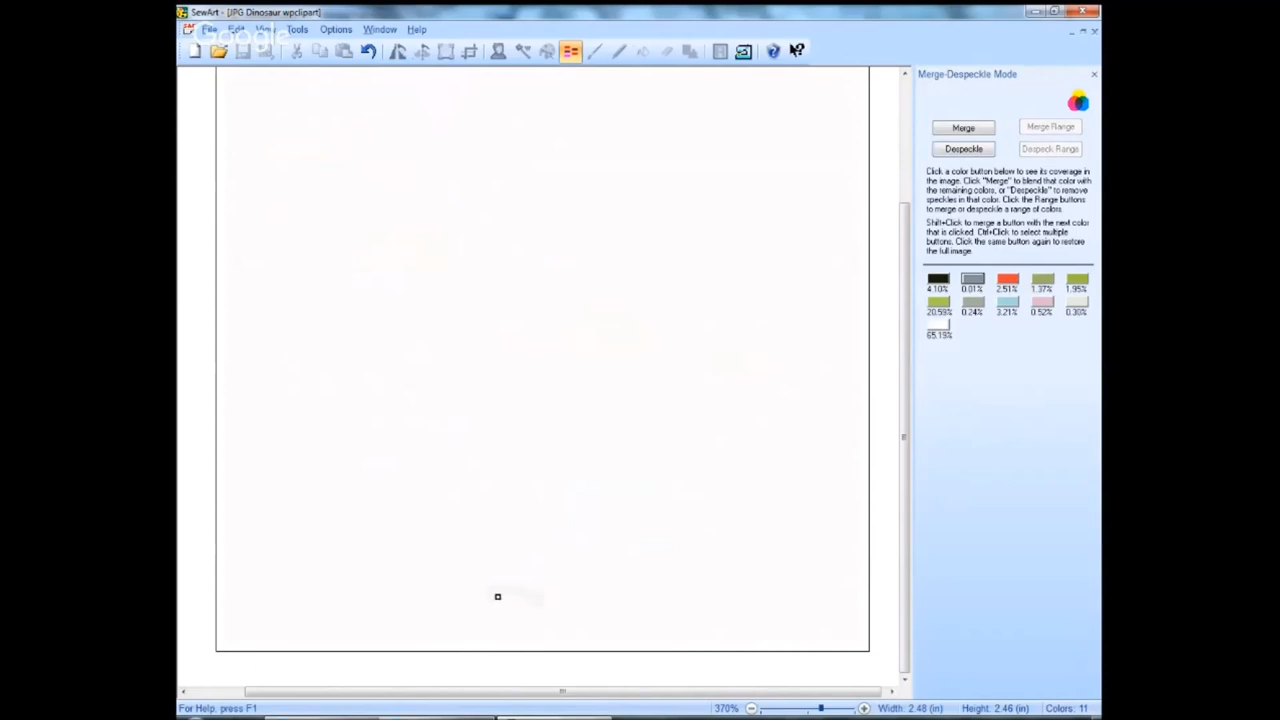 SewArt - [JPG Dinosaur wpclipart]
File Edit View Tools Options Window Help
Google
Merge-Despeckle Mode
Merge Merge Range
Despeckle Despeck Range
Click a color button below to see its coverage in
the image. Click "Merge" to blend that color with
the remaining colors, or "Despeckle" to remove
speckles in that color. Click the Range buttons
to merge or despeckle a range of colors.
Shift+Click to merge a button with the next color
that is clicked. Ctrl+Click to select multiple
buttons. Click the same button again to restore
the full image.
4.10% 0.01% 2.51% 1.37% 1.95%
20.59% 0.24% 3.21% 0.52% 0.30%
65.19%
For Help, press F1 370% Width: 2.48 (in) Height: 2.46 (in) Colors: 11